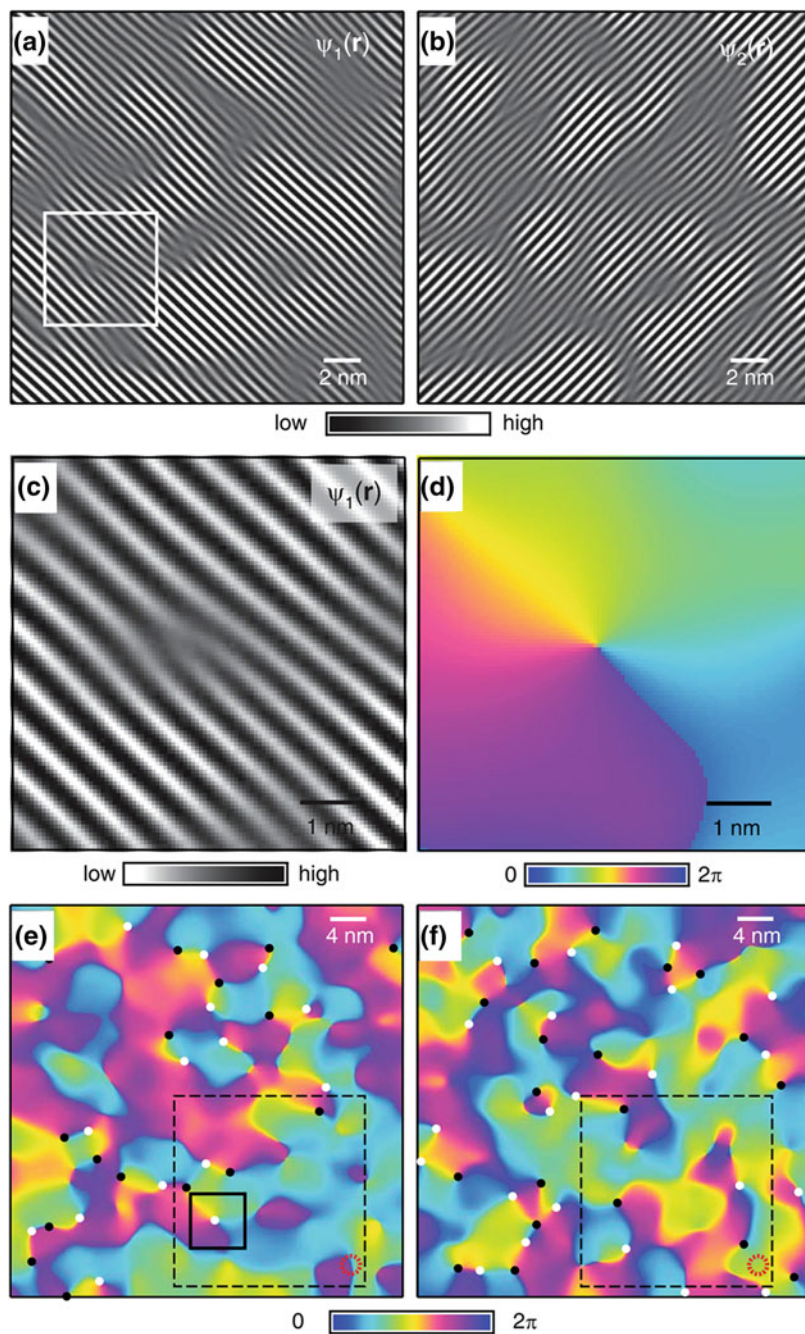 (a) ψ1(r)
(b) ψ2(r)
2 nm
2 nm
low high
(c) ψ1(r)
(d)
1 nm
1 nm
low high
0 2π
(e) 4 nm
(f) 4 nm
0 2π